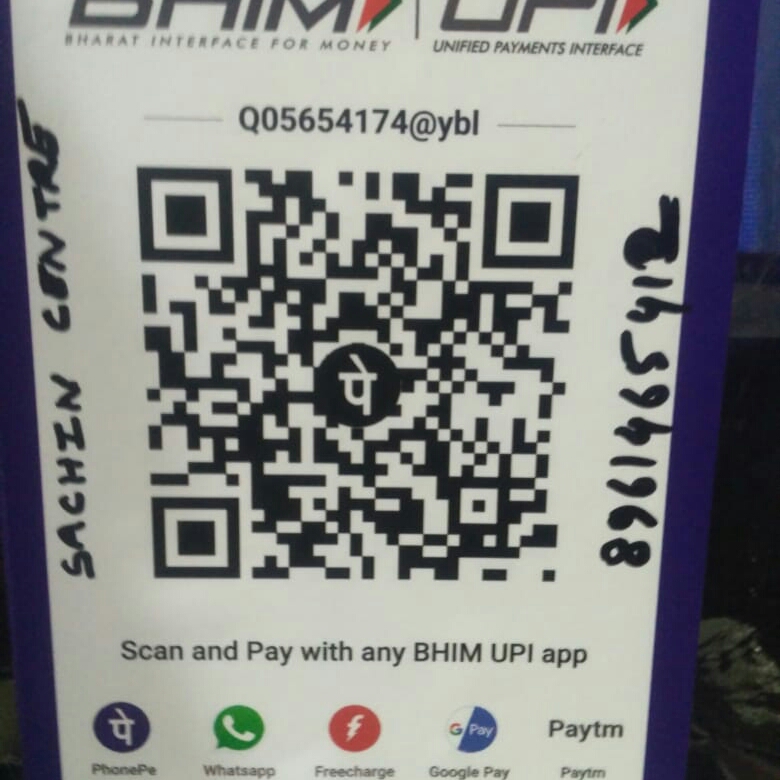 BHIM UPI
BHARAT INTERFACE FOR MONEY UNIFIED PAYMENTS INTERFACE
Q05654174@ybl
SACHIN CENTRE
पे
8961965412
Scan and Pay with any BHIM UPI app
पे G Pay Paytm
PhonePe Whatsapp Freecharge Google Pay Paytm